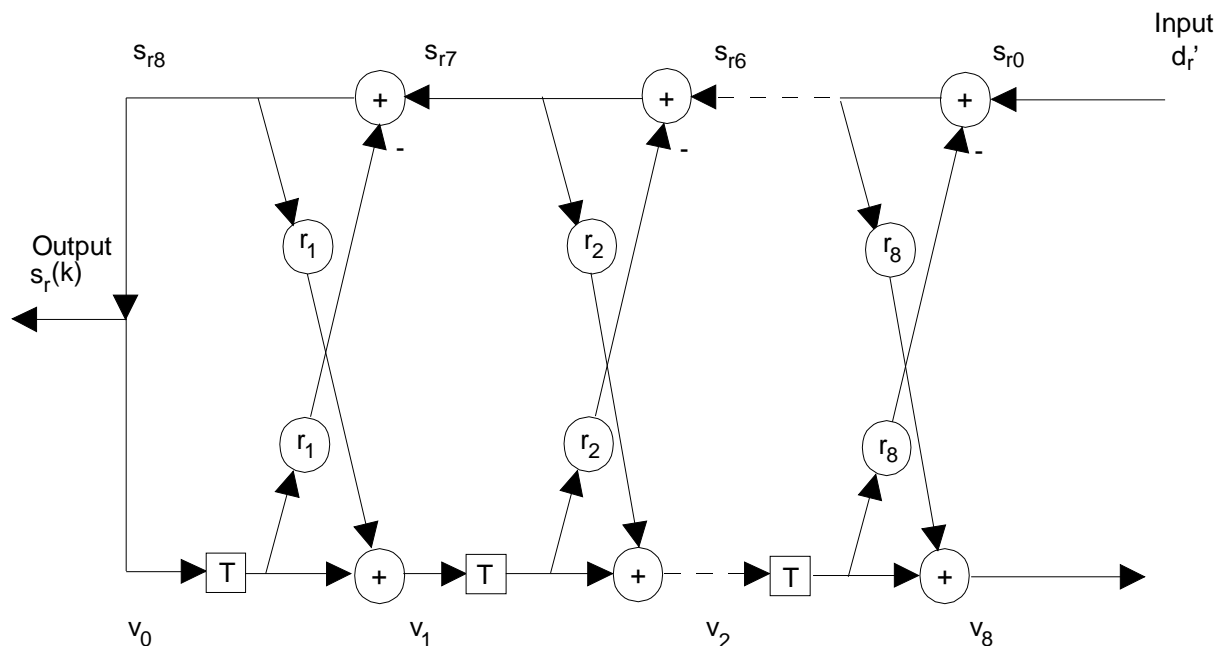 Input
s_r8 s_r7 s_r6 s_r0 d_r'
+ + +
- - -
r_1 r_2 r_8
Output
s_r(k)
r_1 r_2 r_8
T + T + T +
v_0 v_1 v_2 v_8